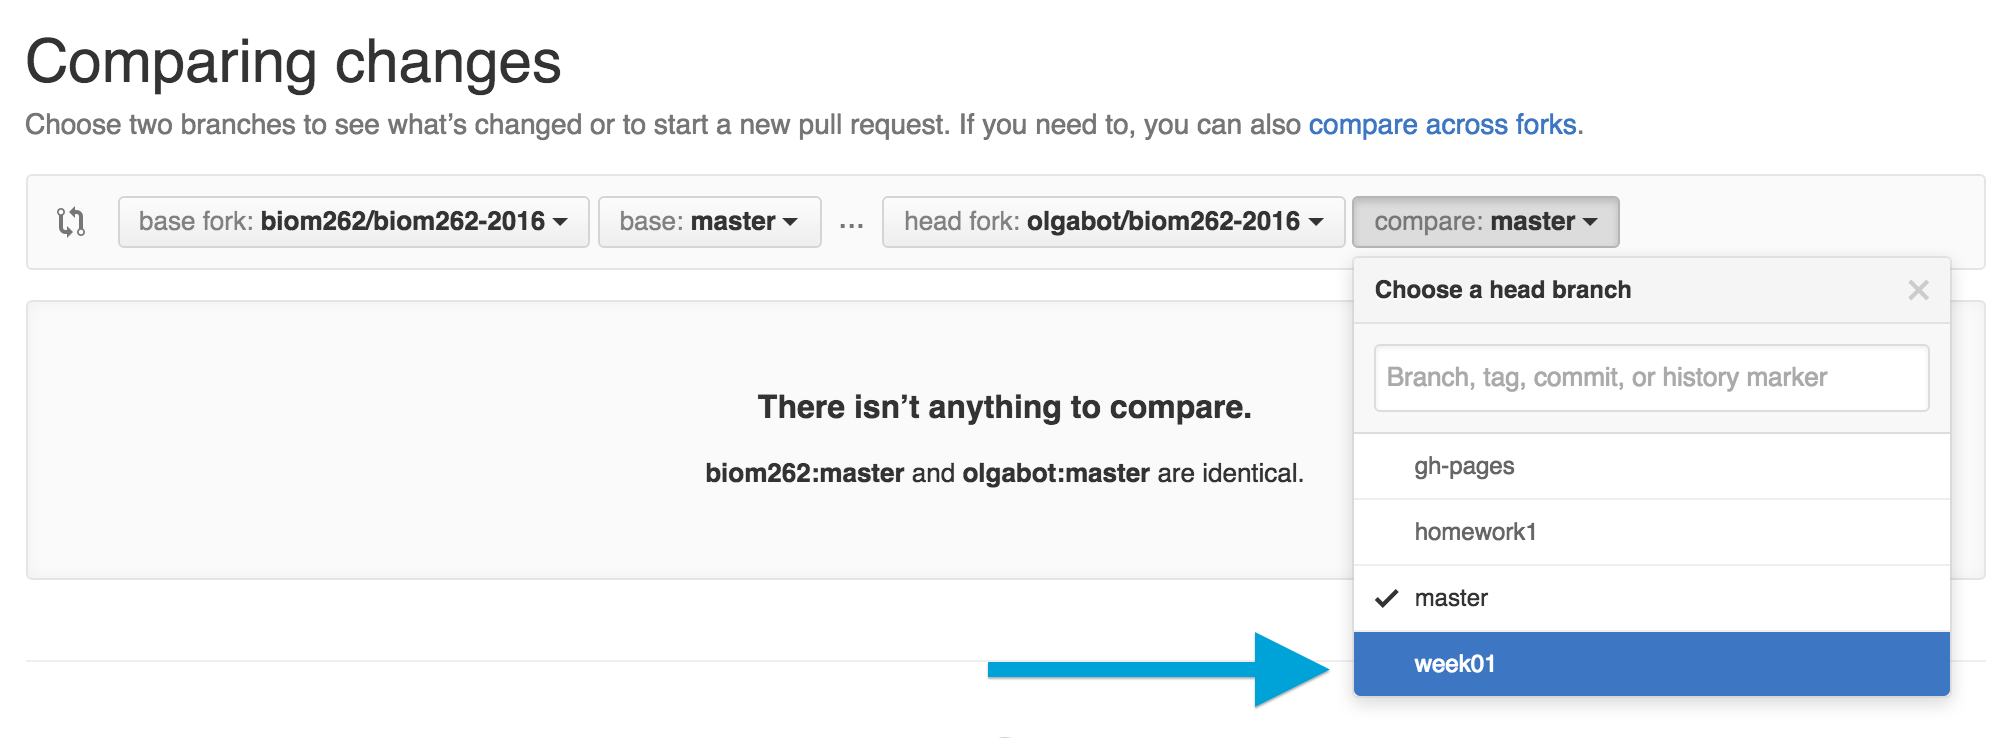 Comparing changes
Choose two branches to see what’s changed or to start a new pull request. If you need to, you can also compare across forks.
base fork: biom262/biom262-2016 base: master ... head fork: olgabot/biom262-2016 compare: master
Choose a head branch
Branch, tag, commit, or history marker
There isn’t anything to compare.
biom262:master and olgabot:master are identical.
gh-pages
homework1
master
week01